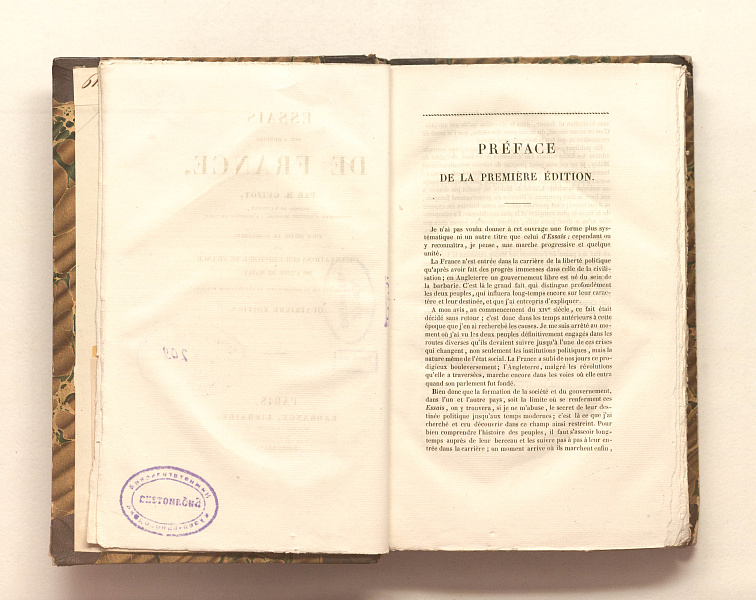 ESSAIS
DE FRANCE,
PAR M. GUIZOT,
QUATRIÈME ÉDITION
PARIS,
LADRANGE, LIBRAIRE
PRÉFACE
DE LA PREMIÈRE ÉDITION.
Je n'ai pas voulu donner à cet ouvrage une forme plus sys-
tématique ni un autre titre que celui d'Essais; cependant on
y reconnaîtra, je pense, une marche progressive et quelque
unité.
La France n'est entrée dans la carrière de la liberté politique
qu'après avoir fait des progrès immenses dans celle de la civili-
sation; en Angleterre un gouvernement libre est né du sein de
la barbarie. C'est là le grand fait qui distingue profondément
les deux peuples, qui influera long-temps encore sur leur carac-
tère et leur destinée, et que j'ai entrepris d'expliquer.
A mon avis, au commencement du XIVe siècle, ce fait était
décidé sans retour; c'est donc dans les temps antérieurs à cette
époque que j'en ai recherché les causes. Je me suis arrêté au mo-
ment où j'ai vu les deux peuples définitivement engagés dans les
routes diverses qu'ils devaient suivre jusqu'à l'une de ces crises
qui changent, non seulement les institutions politiques, mais la
nature même de l'état social. La France a subi de nos jours ce pro-
digieux bouleversement; l'Angleterre, malgré les révolutions
qu'elle a traversées, marche encore dans les voies où elle entra
quand son parlement fut fondé.
Bien donc que la formation de la société et du gouvernement,
dans l'un et l'autre pays, soit la limite où se renferment ces
Essais, on y trouvera, si je ne m'abuse, le secret de leur des-
tinée politique jusqu'aux temps modernes; c'est là ce que j'ai
cherché et cru découvrir dans ce champ ainsi restreint. Pour
bien comprendre l'histoire des peuples, il faut s'asseoir long-
temps auprès de leur berceau et les suivre pas à pas à leur en-
trée dans la carrière; un moment arrive où ils marchent enfin,